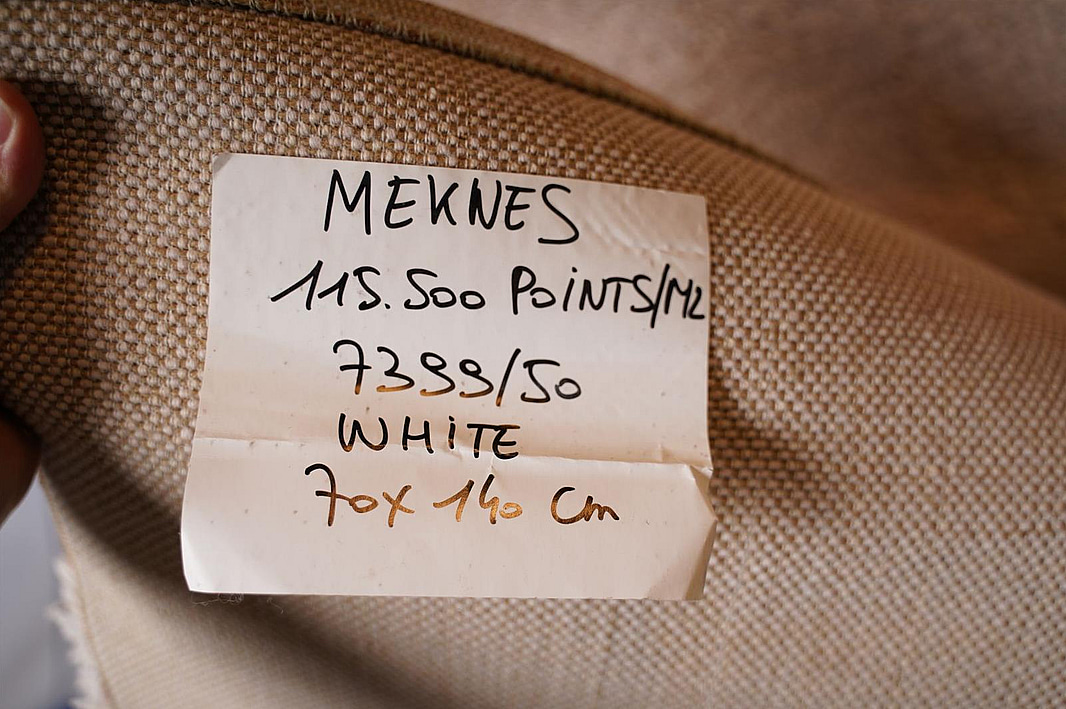 MEKNES
115.500 POiNTS/M2
7399/50
WHiTE
70x140 Cm